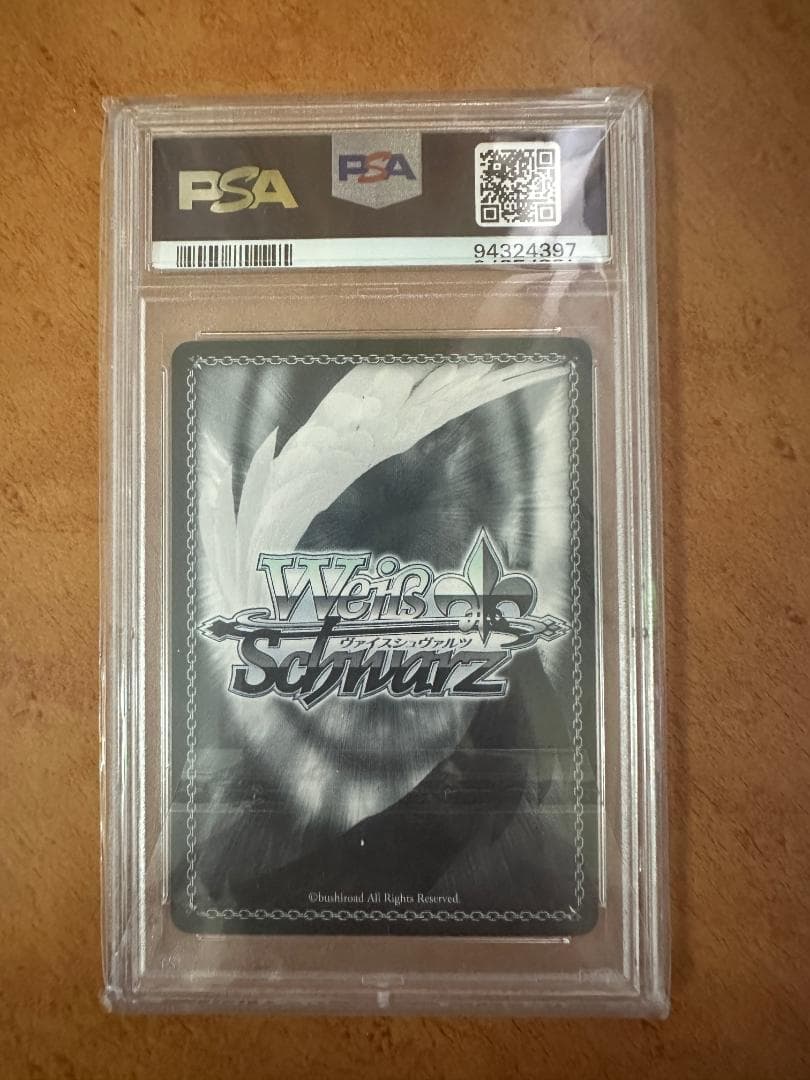 PSA
PSA
94324397
Weiß
ヴァイスシュヴァルツ
Schwarz
©bushiroad All Rights Reserved.